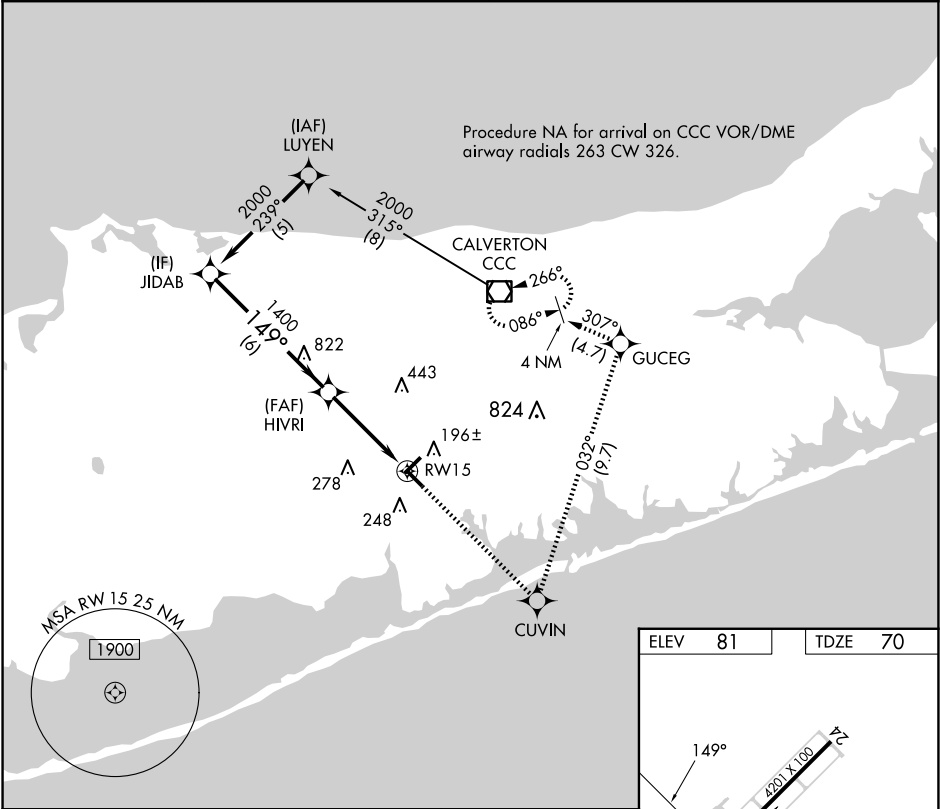 (IAF)
LUYEN
Procedure NA for arrival on CCC VOR/DME
airway radials 263 CW 326.
2000
239°
(5)
2000
315°
(8)
CALVERTON
CCC
266°
086°
307°
(4.7)
4 NM
GUCEG
(IF)
JIDAB
1400
149°
(6)
822
443
(FAF)
HIVRI
824
196±
RW15
278
248
032°
(9.7)
CUVIN
MSA RW 15 25 NM
1900
ELEV 81
TDZE 70
149°
4201 X 100
24